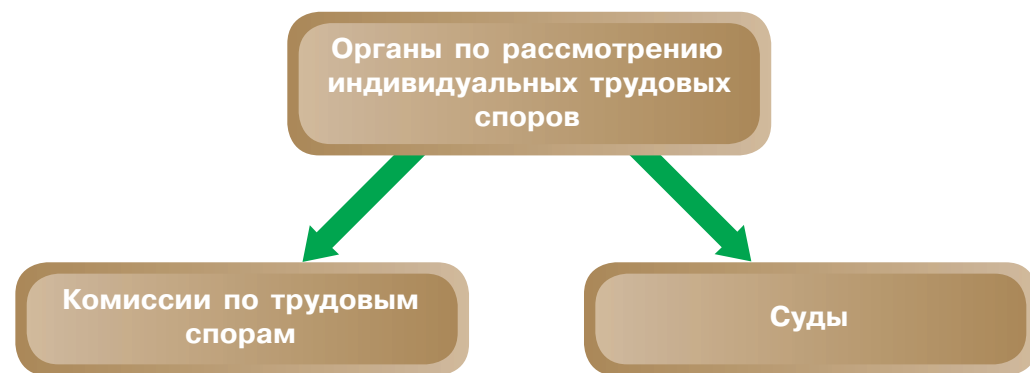 Органы по рассмотрению
индивидуальных трудовых
споров
Комиссии по трудовым
спорам
Суды